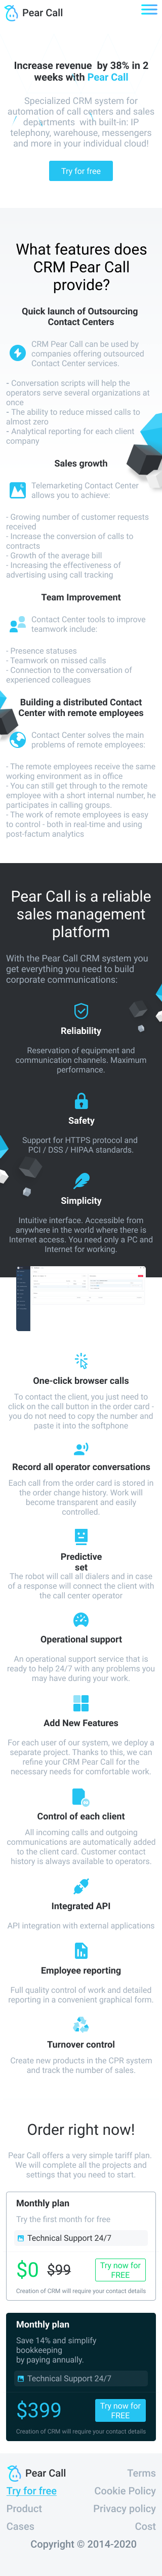 Pear Call
Increase revenue by 38% in 2
weeks with Pear Call
Specialized CRM system for
automation of call centers and sales
departments with built-in: IP
telephony, warehouse, messengers
and more in your individual cloud!
Try for free
What features does
CRM Pear Call
provide?
Quick launch of Outsourcing
Contact Centers
CRM Pear Call can be used by
companies offering outsourced
Contact Center services.
- Conversation scripts will help the
operators serve several organizations at
once
- The ability to reduce missed calls to
almost zero
- Analytical reporting for each client
company
Sales growth
Telemarketing Contact Center
allows you to achieve:
- Growing number of customer requests
received
- Increase the conversion of calls to
contracts
- Growth of the average bill
- Increasing the effectiveness of
advertising using call tracking
Team Improvement
Contact Center tools to improve
teamwork include:
- Presence statuses
- Teamwork on missed calls
- Connection to the conversation of
experienced colleagues
Building a distributed Contact
Center with remote employees
Contact Center solves the main
problems of remote employees:
- The remote employees receive the same
working environment as in office
- You can still get through to the remote
employee with a short internal number, he
participates in calling groups.
- The work of remote employees is easy
to control - both in real-time and using
post-factum analytics
Pear Call is a reliable
sales management
platform
With the Pear Call CRM system you
get everything you need to build
corporate communications:
Reliability
Reservation of equipment and
communication channels. Maximum
performance.
Safety
Support for HTTPS protocol and
PCI / DSS / HIPAA standards.
Simplicity
Intuitive interface. Accessible from
anywhere in the world where there is
Internet access. You need only a PC and
Internet for working.
One-click browser calls
To contact the client, you just need to
click on the call button in the order card -
you do not need to copy the number and
paste it into the softphone
Record all operator conversations
Each call from the order card is stored in
the order change history. Work will
become transparent and easily
controlled.
Predictive
set
The robot will call all dialers and in case
of a response will connect the client with
the call center operator
Operational support
An operational support service that is
ready to help 24/7 with any problems you
may have during your work.
Add New Features
For each user of our system, we deploy a
separate project. Thanks to this, we can
refine your CRM Pear Call for the
necessary needs for comfortable work.
Control of each client
All incoming calls and outgoing
communications are automatically added
to the client card. Customer contact
history is always available to operators.
Integrated API
API integration with external applications
Employee reporting
Full quality control of work and detailed
reporting in a convenient graphical form.
Turnover control
Create new products in the CPR system
and track the number of sales.
Order right now!
Pear Call offers a very simple tariff plan.
We will complete all the projects and
settings that you need to start.
Monthly plan
Try the first month for free
Technical Support 24/7
$0 $99
Try now for
FREE
Creation of CRM will require your contact details
Monthly plan
Save 14% and simplify
bookkeeping
by paying annually.
Technical Support 24/7
$399
Try now for
FREE
Creation of CRM will require your contact details
Pear Call
Terms
Try for free
Cookie Policy
Product
Privacy policy
Cases
Cost
Copyright © 2014-2020